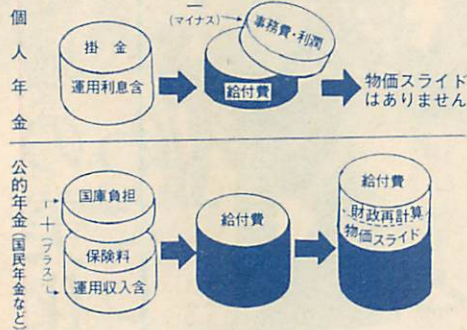 個人年金
掛金
運用利息含
―
(マイナス)
事務費・利潤
給付費
物価スライド
はありません
公的年金(国民年金など)
国庫負担
+
(プラス)
保険料
運用収入含
給付費
給付費
財政再計算
物価スライド